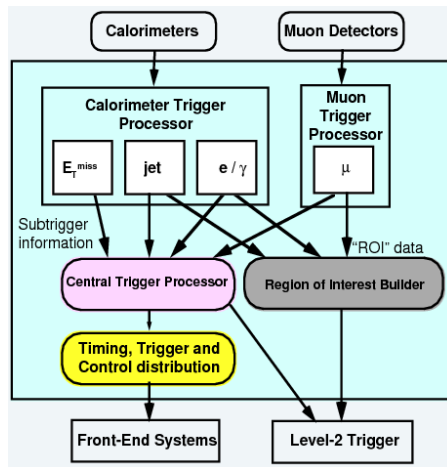 Calorimeters
Muon Detectors
Calorimeter Trigger
Processor
Muon
Trigger
Processor
E_T^miss
jet
e / γ
μ
Subtrigger
information
"ROI" data
Central Trigger Processor
Region of Interest Builder
Timing, Trigger and
Control distribution
Front-End Systems
Level-2 Trigger